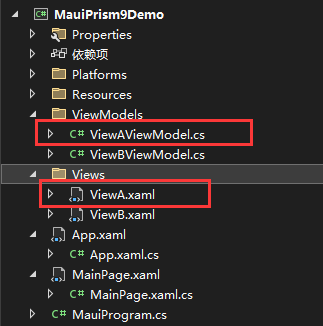 MauiPrism9Demo
Properties
依赖项
Platforms
Resources
ViewModels
C# ViewAViewModel.cs
C# ViewBViewModel.cs
Views
ViewA.xaml
ViewB.xaml
App.xaml
C# App.xaml.cs
MainPage.xaml
C# MainPage.xaml.cs
C# MauiProgram.cs